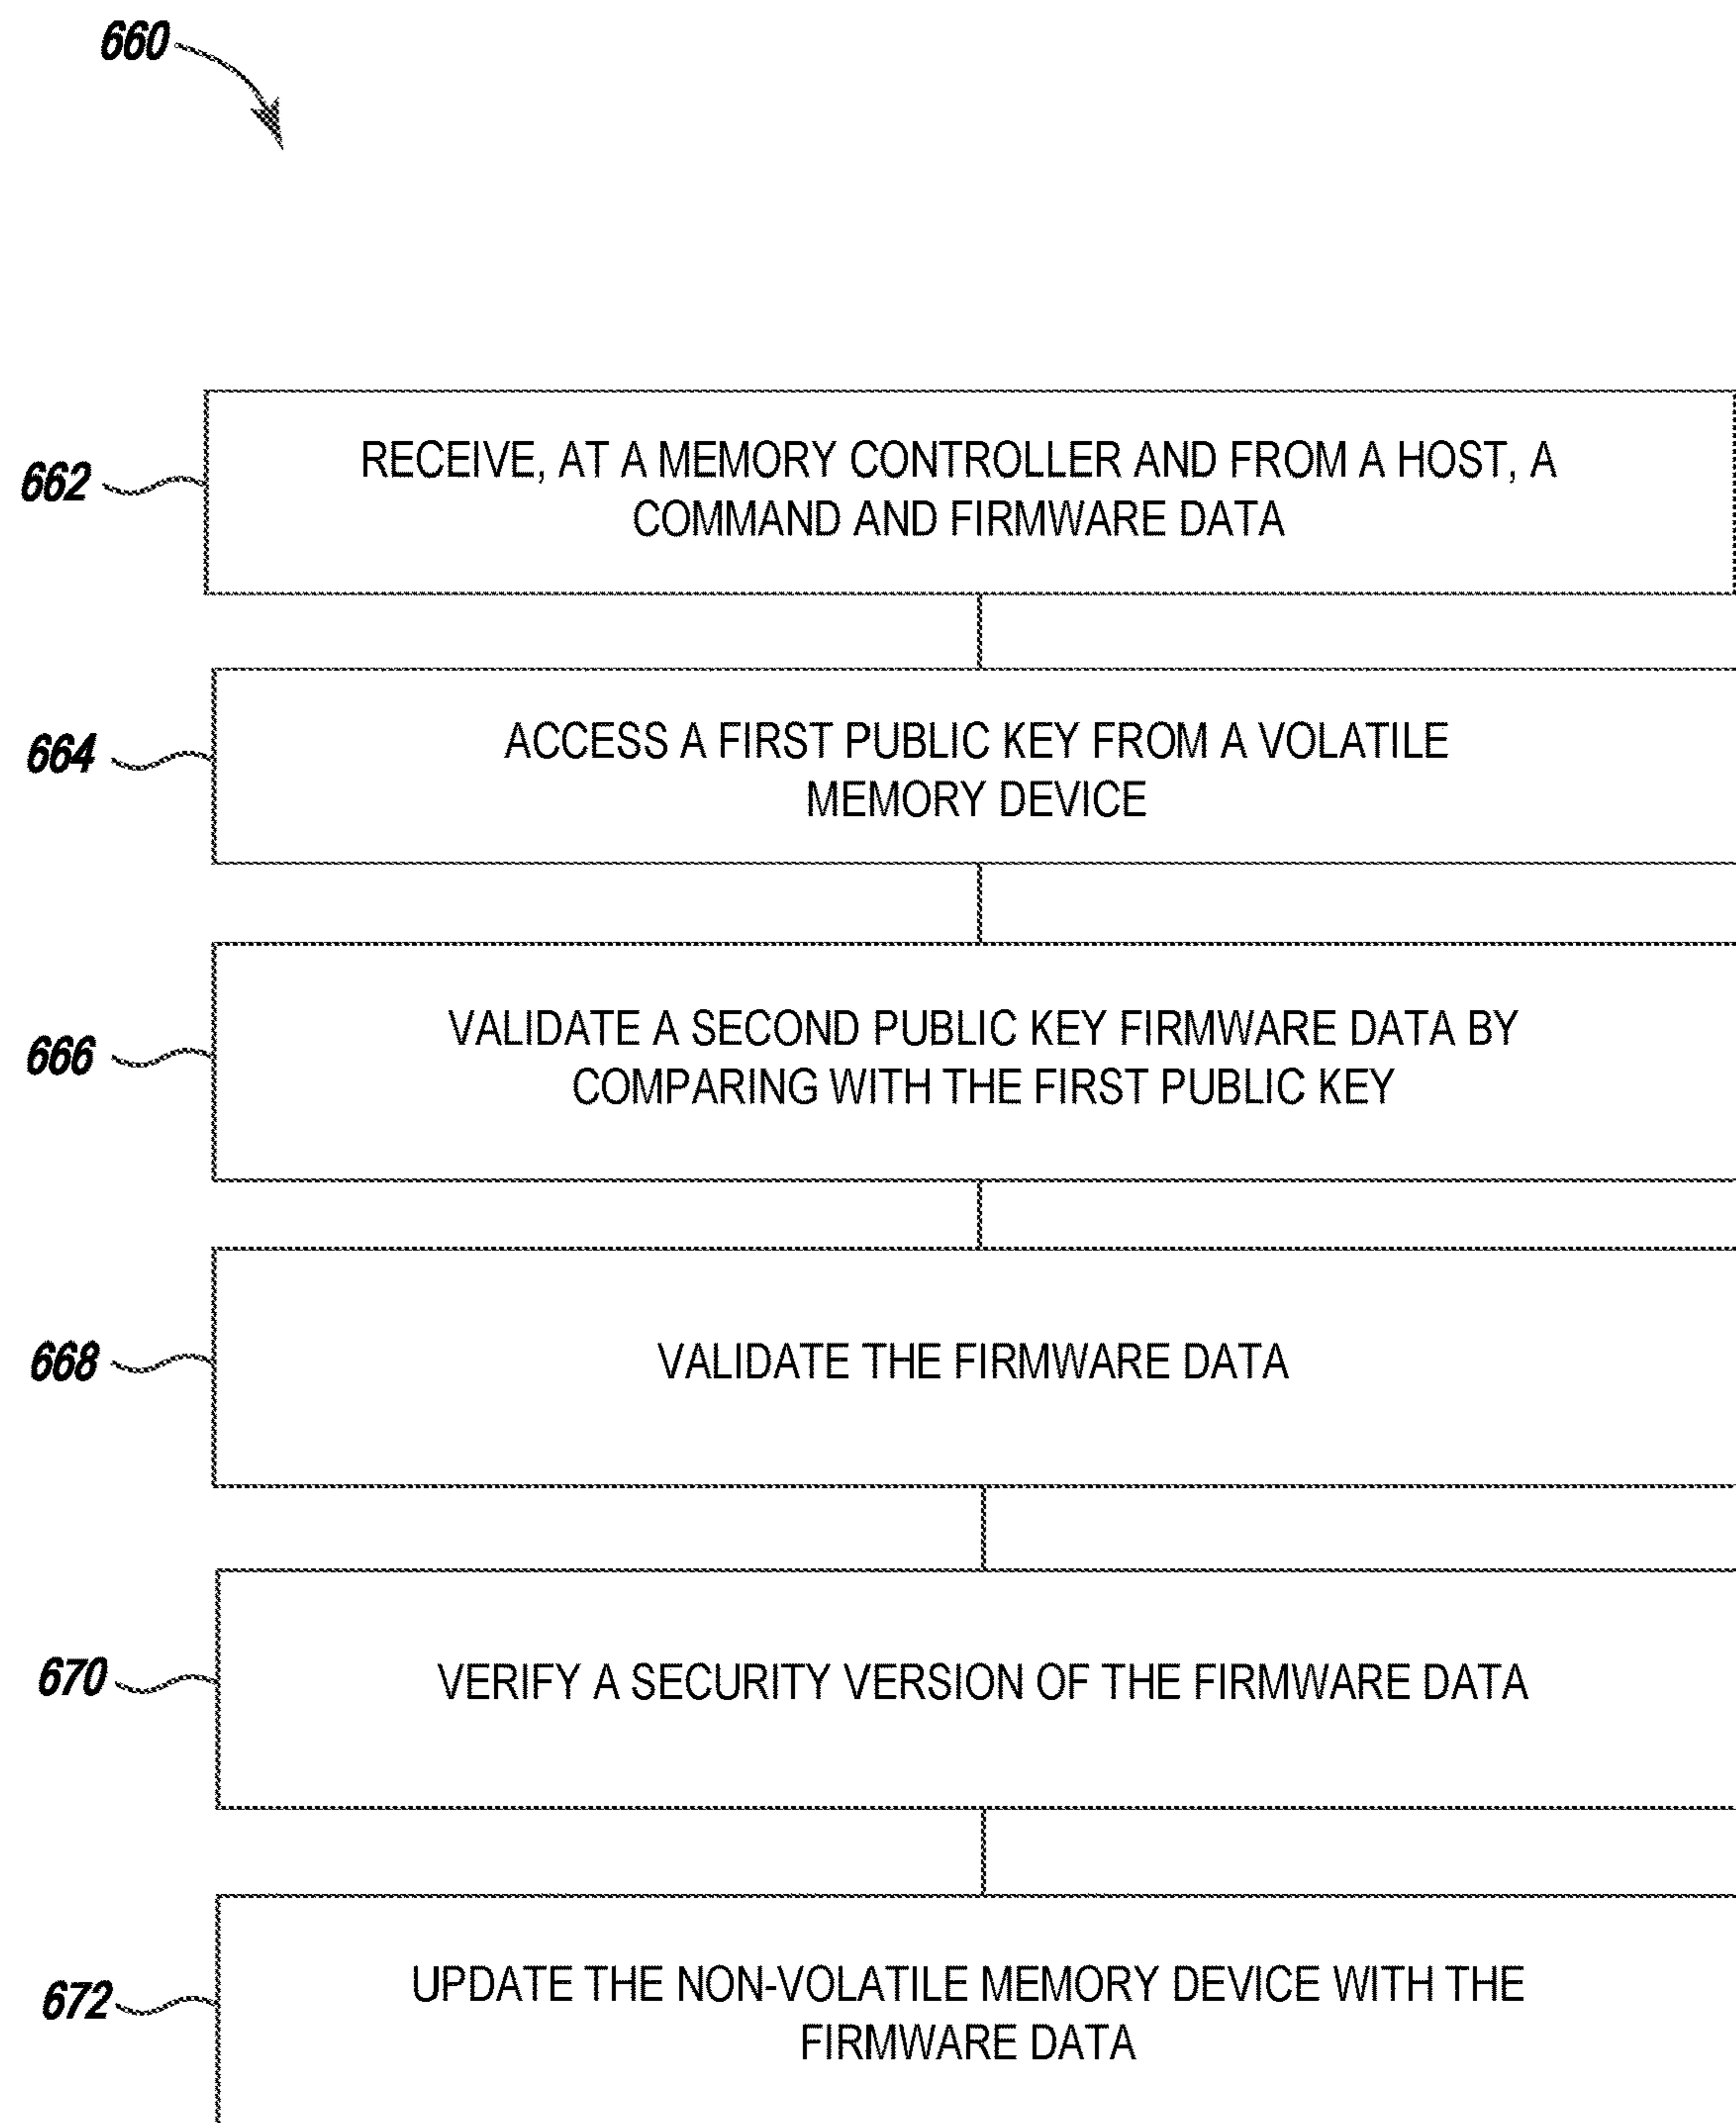 660
662
RECEIVE, AT A MEMORY CONTROLLER AND FROM A HOST, A
COMMAND AND FIRMWARE DATA
664
ACCESS A FIRST PUBLIC KEY FROM A VOLATILE
MEMORY DEVICE
666
VALIDATE A SECOND PUBLIC KEY FIRMWARE DATA BY
COMPARING WITH THE FIRST PUBLIC KEY
668
VALIDATE THE FIRMWARE DATA
670
VERIFY A SECURITY VERSION OF THE FIRMWARE DATA
672
UPDATE THE NON-VOLATILE MEMORY DEVICE WITH THE
FIRMWARE DATA